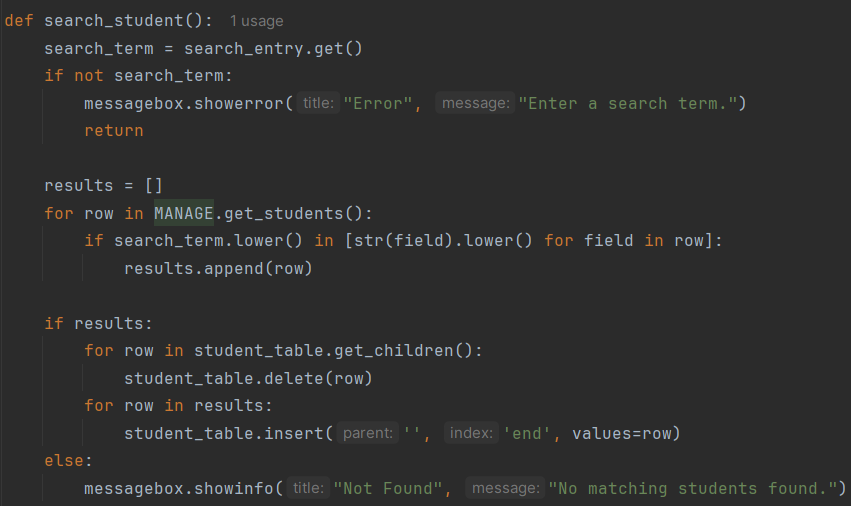 def search_student():  1 usage
    search_term = search_entry.get()
    if not search_term:
        messagebox.showerror( title: "Error",  message: "Enter a search term.")
        return

    results = []
    for row in MANAGE.get_students():
        if search_term.lower() in [str(field).lower() for field in row]:
            results.append(row)

    if results:
        for row in student_table.get_children():
            student_table.delete(row)
        for row in results:
            student_table.insert( parent: '',  index: 'end', values=row)
    else:
        messagebox.showinfo( title: "Not Found",  message: "No matching students found.")